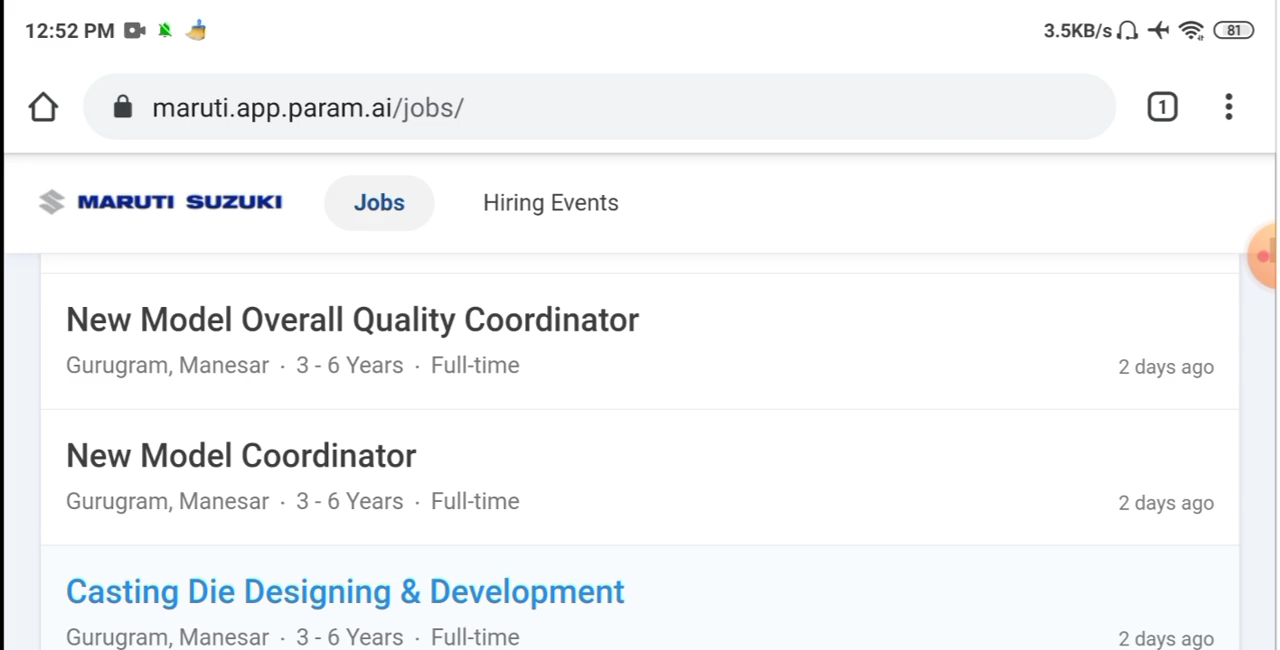 12:52 PM 3.5KB/s 81
maruti.app.param.ai/jobs/ 1
MARUTI SUZUKI Jobs Hiring Events
New Model Overall Quality Coordinator
Gurugram, Manesar · 3 - 6 Years · Full-time 2 days ago
New Model Coordinator
Gurugram, Manesar · 3 - 6 Years · Full-time 2 days ago
Casting Die Designing & Development
Gurugram, Manesar · 3 - 6 Years · Full-time 2 days ago